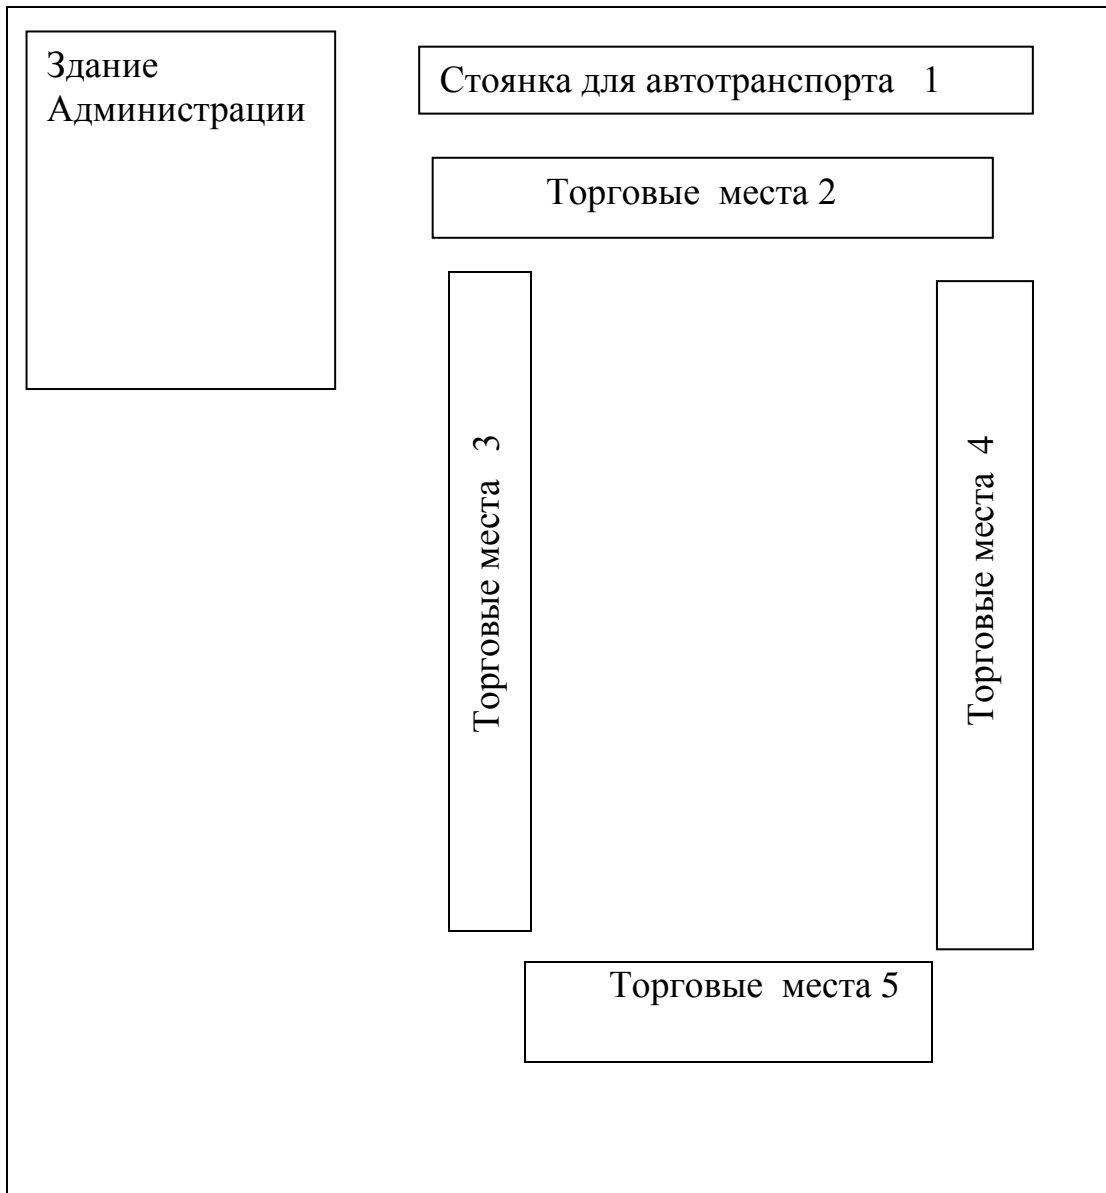 Здание
Администрации
Стоянка для автотранспорта 1
Торговые места 2
Торговые места 3
Торговые места 4
Торговые места 5